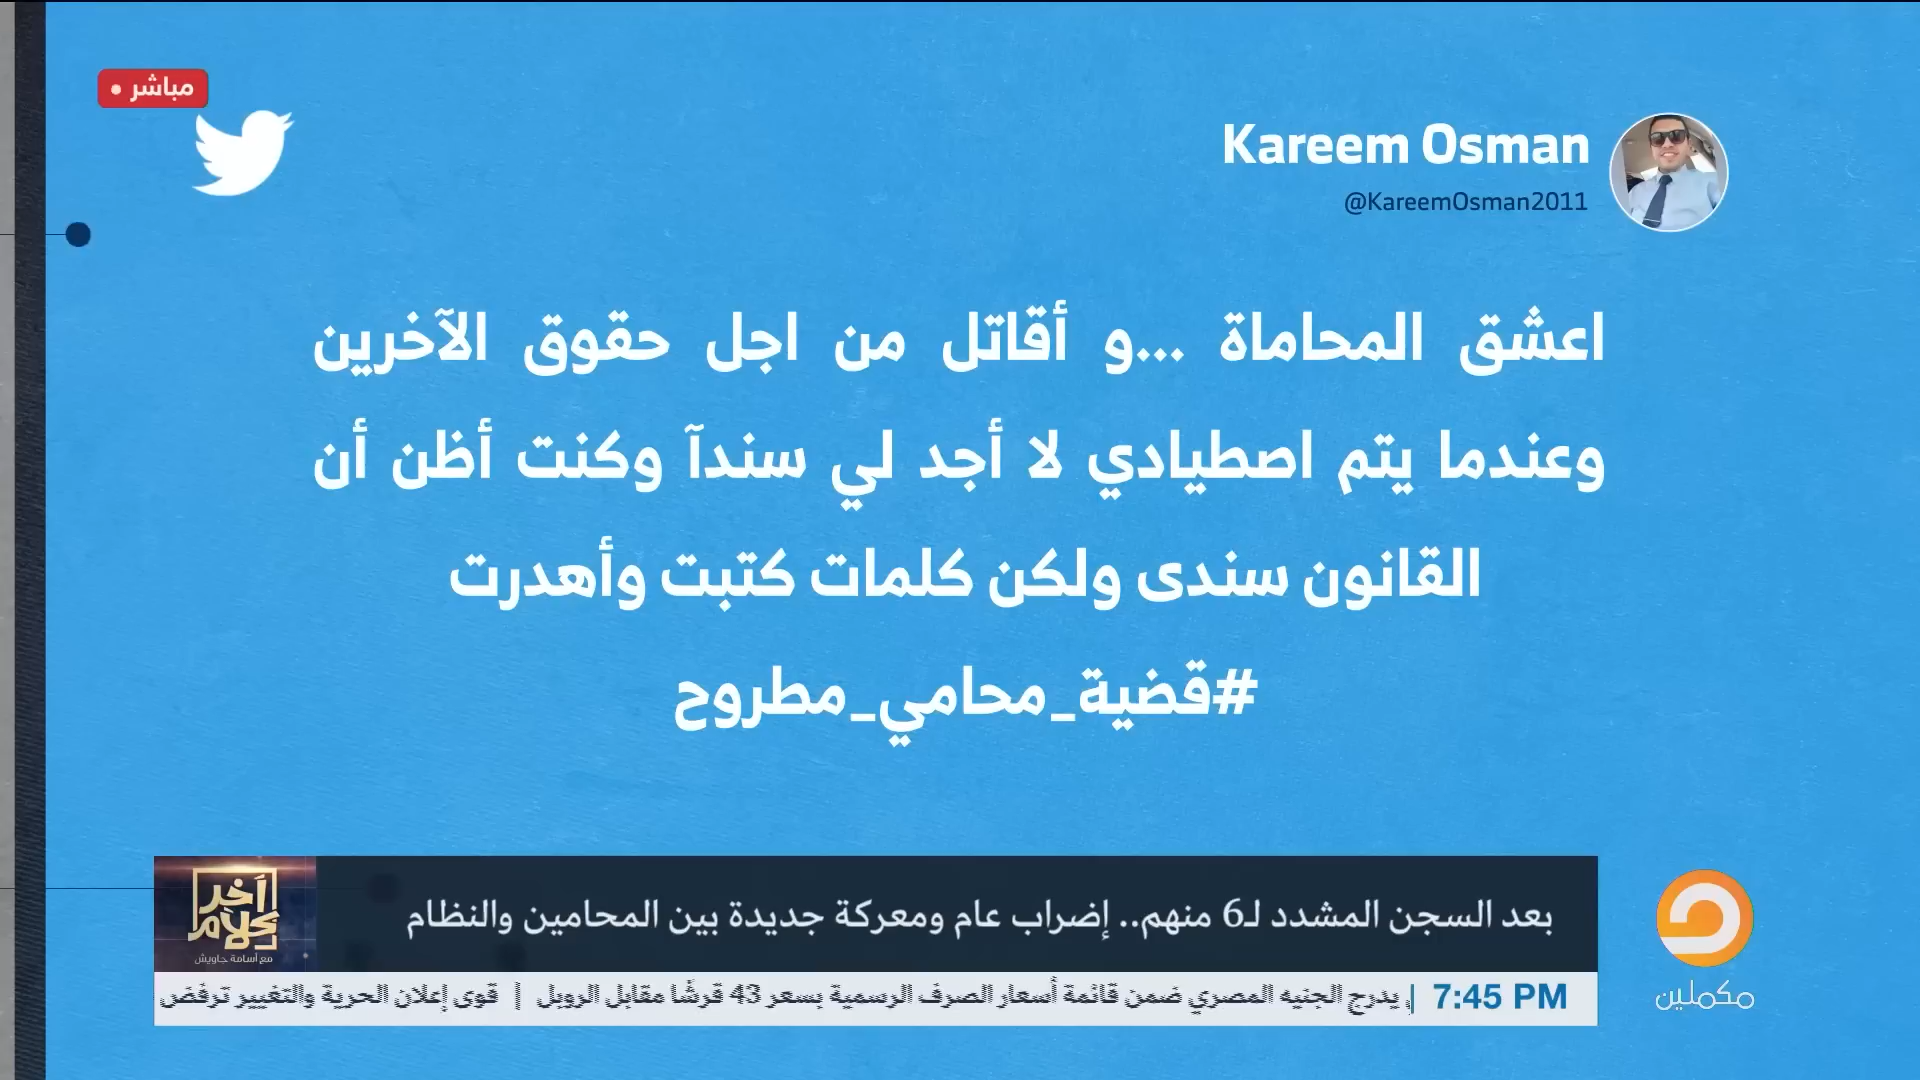 مباشر
Kareem Osman
@KareemOsman2011
اعشق المحاماة ...و أقاتل من اجل حقوق الآخرين
وعندما يتم اصطيادي لا أجد لي سندآ وكنت أظن أن
القانون سندى ولكن كلمات كتبت وأهدرت
#قضية_محامي_مطروح
آخر
كلام
مع أسامة جاويش
بعد السجن المشدد لـ6 منهم.. إضراب عام ومعركة جديدة بين المحامين والنظام
7:45 PM
يدرج الجنيه المصري ضمن قائمة أسعار الصرف الرسمية بسعر 43 قرشًا مقابل الروبل | قوى إعلان الحرية والتغيير ترفض
مكملين